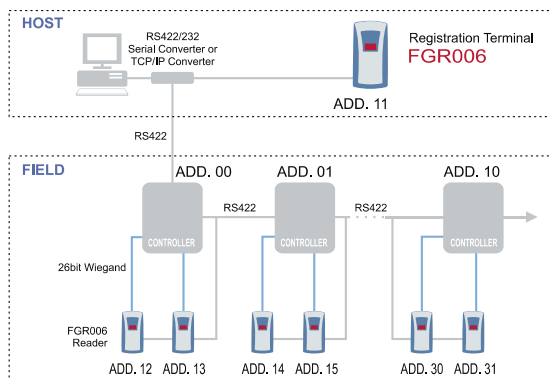 HOST
RS422/232
Serial Converter or
TCP/IP Converter
Registration Terminal
FGR006
ADD. 11
RS422
FIELD
ADD. 00
ADD. 01
ADD. 10
RS422
RS422
CONTROLLER
CONTROLLER
CONTROLLER
26bit Wiegand
FGR006
Reader
ADD. 12
ADD. 13
ADD. 14
ADD. 15
ADD. 30
ADD. 31